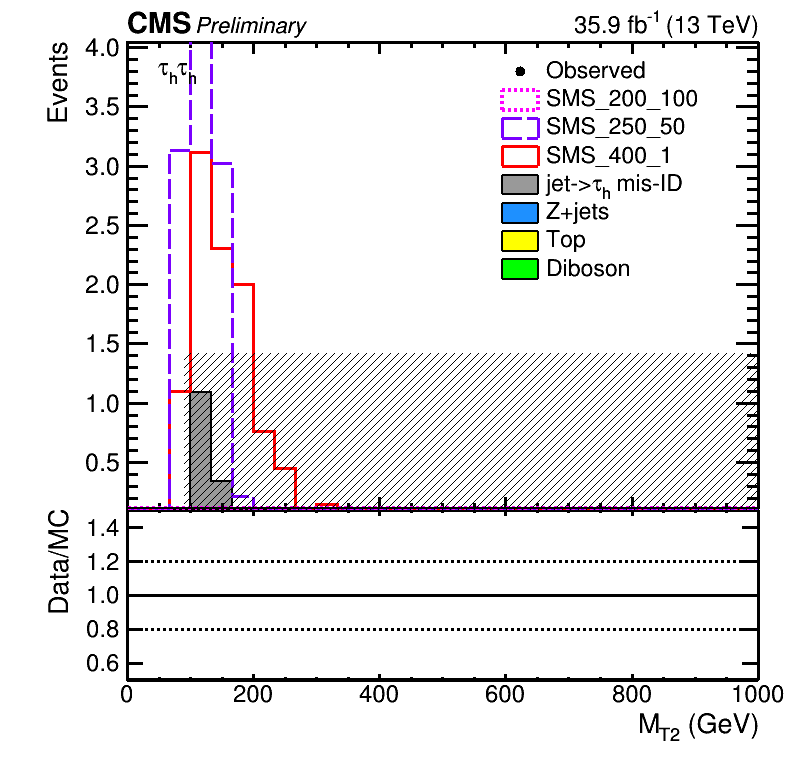 CMS Preliminary 35.9 fb⁻¹ (13 TeV)
Events
4.0
3.5
3.0
2.5
2.0
1.5
1.0
0.5
τhτh
Observed
SMS_200_100
SMS_250_50
SMS_400_1
jet->τh mis-ID
Z+jets
Top
Diboson
Data/MC
1.4
1.2
1.0
0.8
0.6
0 200 400 600 800 1000
MT2 (GeV)